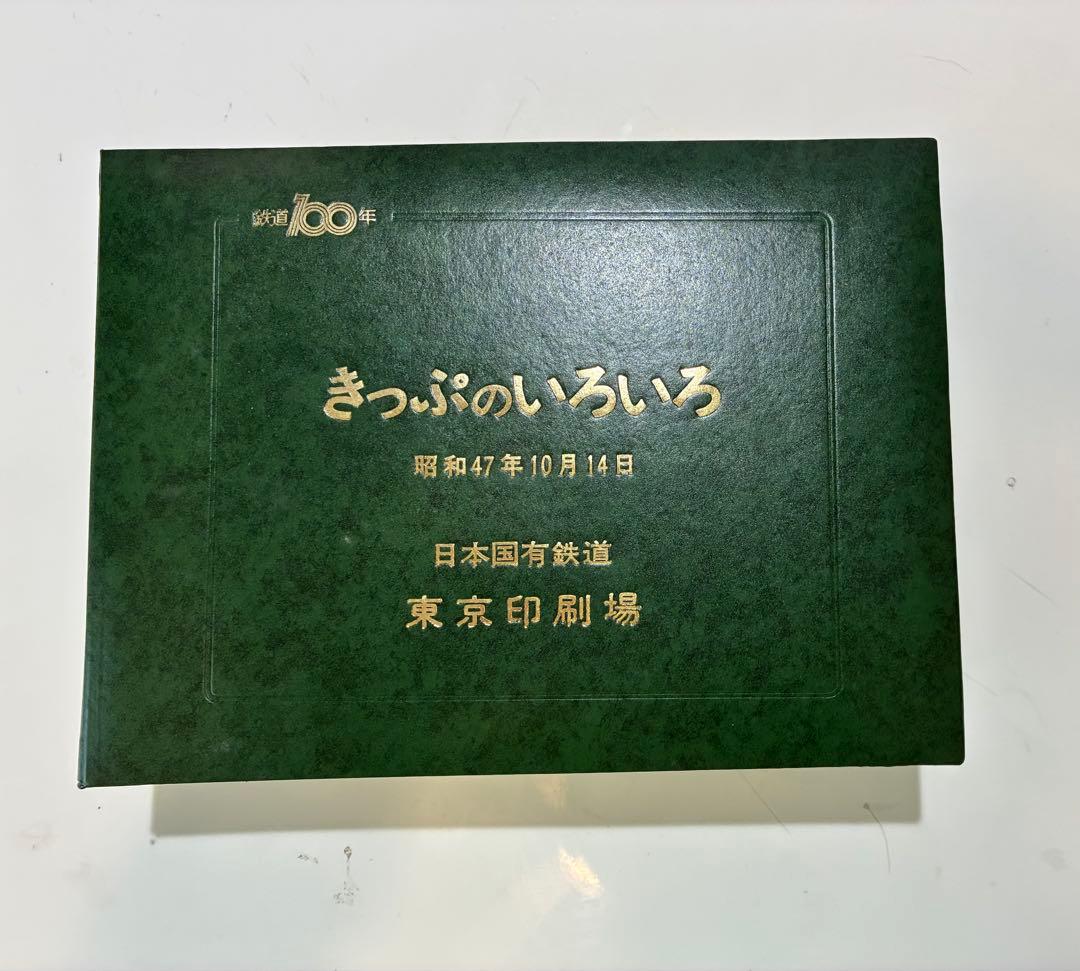 鉄道100年
きっぷのいろいろ
昭和47年10月14日
日本国有鉄道
東京印刷場